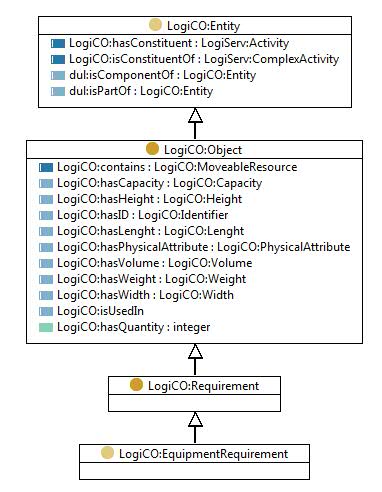 LogiCO:Entity
LogiCO:hasConstituent : LogiServ:Activity
LogiCO:isConstituentOf : LogiServ:ComplexActivity
dul:isComponentOf : LogiCO:Entity
dul:isPartOf : LogiCO:Entity
LogiCO:Object
LogiCO:contains : LogiCO:MoveableResource
LogiCO:hasCapacity : LogiCO:Capacity
LogiCO:hasHeight : LogiCO:Height
LogiCO:hasID : LogiCO:Identifier
LogiCO:hasLenght : LogiCO:Lenght
LogiCO:hasPhysicalAttribute : LogiCO:PhysicalAttribute
LogiCO:hasVolume : LogiCO:Volume
LogiCO:hasWeight : LogiCO:Weight
LogiCO:hasWidth : LogiCO:Width
LogiCO:isUsedIn
LogiCO:hasQuantity : integer
LogiCO:Requirement
LogiCO:EquipmentRequirement